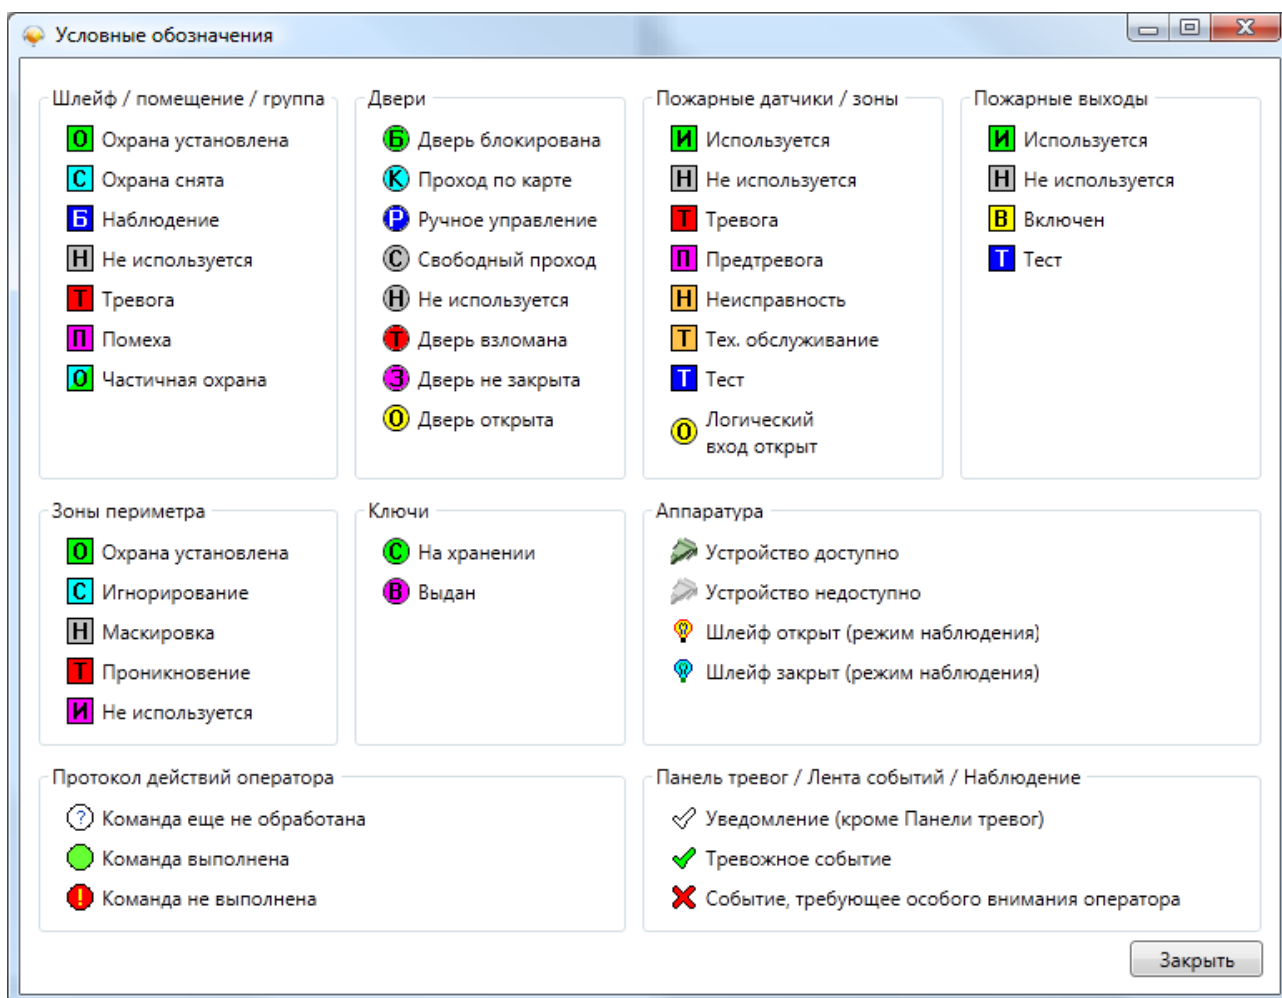 Условные обозначения
Шлейф / помещение / группа
О Охрана установлена
С Охрана снята
Б Наблюдение
Н Не используется
Т Тревога
П Помеха
О Частичная охрана
Двери
Б Дверь блокирована
К Проход по карте
Р Ручное управление
С Свободный проход
Н Не используется
Т Дверь взломана
З Дверь не закрыта
О Дверь открыта
Пожарные датчики / зоны
И Используется
Н Не используется
Т Тревога
П Предтревога
Н Неисправность
Т Тех. обслуживание
Т Тест
О Логический
вход открыт
Пожарные выходы
И Используется
Н Не используется
В Включен
Т Тест
Зоны периметра
О Охрана установлена
С Игнорирование
Н Маскировка
Т Проникновение
И Не используется
Ключи
С На хранении
В Выдан
Аппаратура
Устройство доступно
Устройство недоступно
Шлейф открыт (режим наблюдения)
Шлейф закрыт (режим наблюдения)
Протокол действий оператора
? Команда еще не обработана
Команда выполнена
! Команда не выполнена
Панель тревог / Лента событий / Наблюдение
Уведомление (кроме Панели тревог)
Тревожное событие
Событие, требующее особого внимания оператора
Закрыть